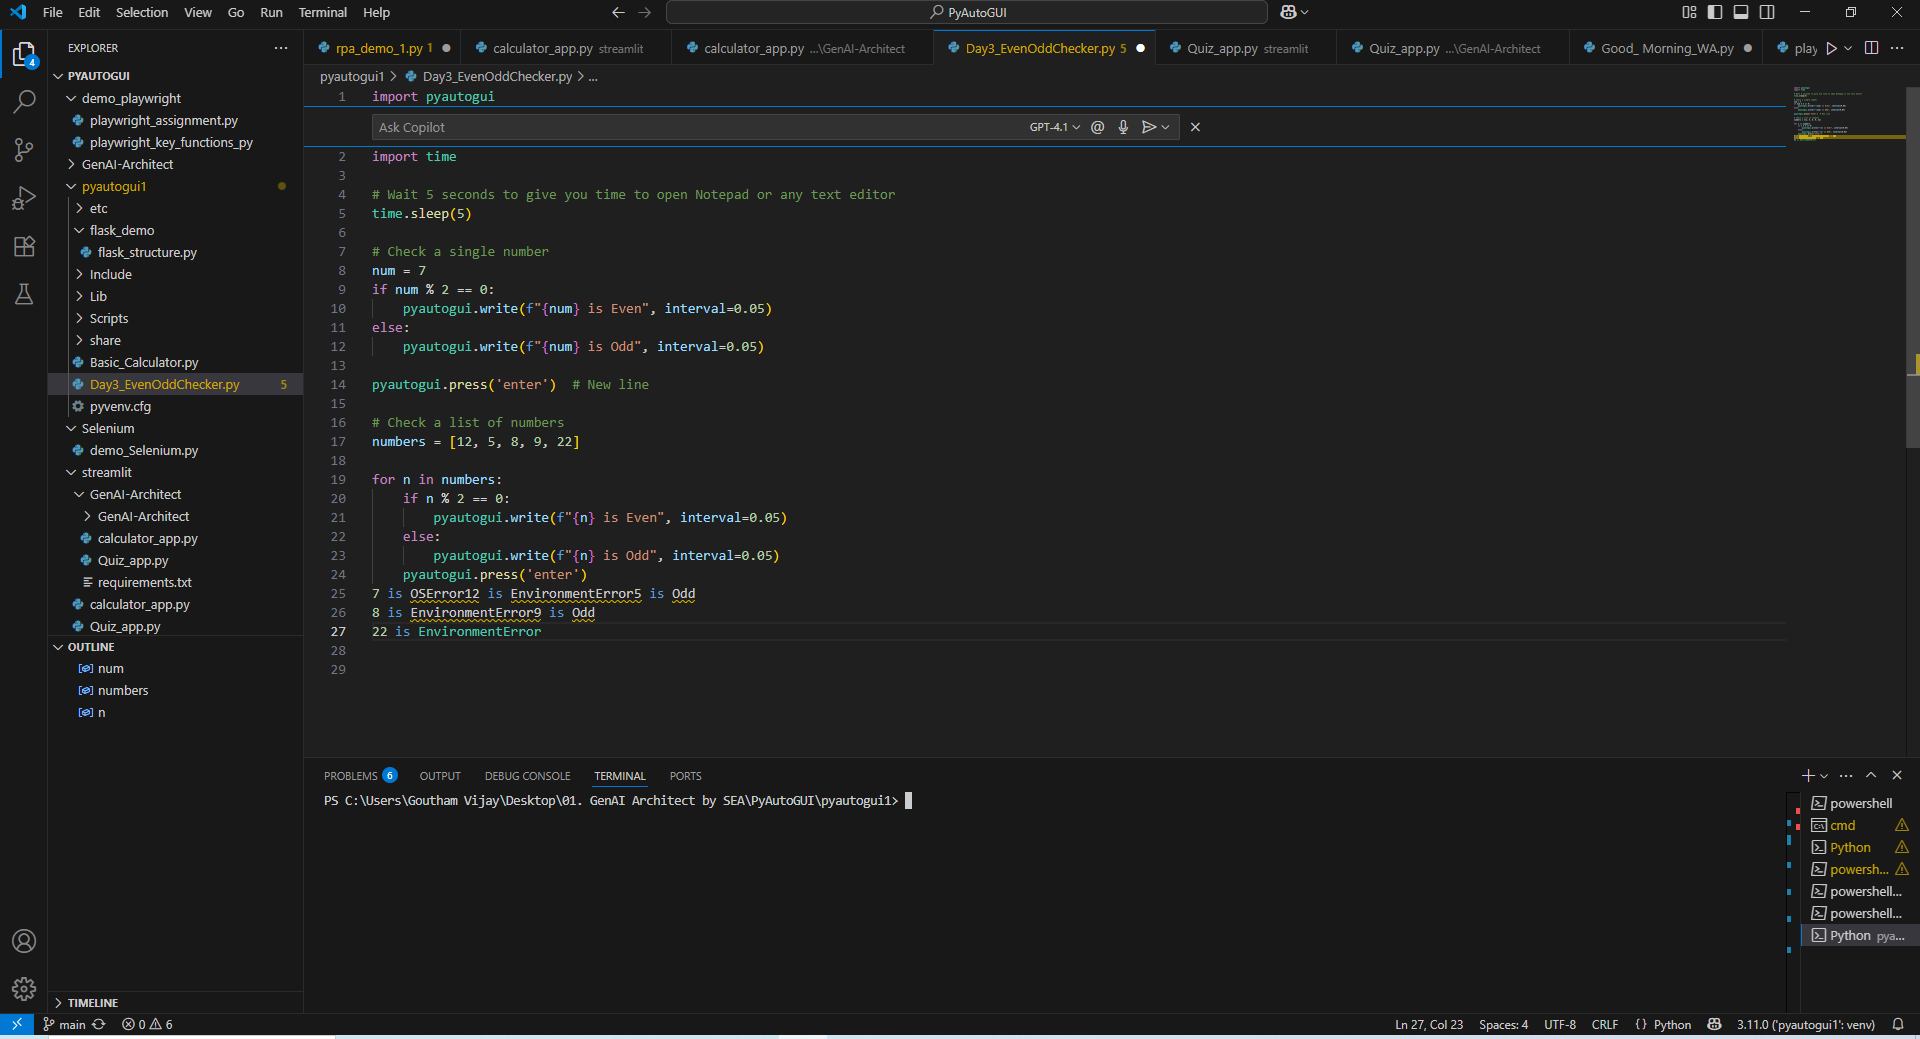 File Edit Selection View Go Run Terminal Help
PyAutoGUI
EXPLORER
4
PYAUTOGUI
demo_playwright
playwright_assignment.py
playwright_key_functions_py
GenAI-Architect
pyautogui1
etc
flask_demo
flask_structure.py
Include
Lib
Scripts
share
Basic_Calculator.py
Day3_EvenOddChecker.py 5
pyvenv.cfg
Selenium
demo_Selenium.py
streamlit
GenAI-Architect
GenAI-Architect
calculator_app.py
Quiz_app.py
requirements.txt
calculator_app.py
Quiz_app.py
OUTLINE
num
numbers
n
TIMELINE
rpa_demo_1.py 1 calculator_app.py streamlit calculator_app.py ...\GenAI-Architect Day3_EvenOddChecker.py 5 Quiz_app.py streamlit Quiz_app.py ...\GenAI-Architect Good_ Morning_WA.py play
pyautogui1 > Day3_EvenOddChecker.py > ...
1 import pyautogui
Ask Copilot GPT-4.1
2 import time
3
4 # Wait 5 seconds to give you time to open Notepad or any text editor
5 time.sleep(5)
6
7 # Check a single number
8 num = 7
9 if num % 2 == 0:
10 pyautogui.write(f"{num} is Even", interval=0.05)
11 else:
12 pyautogui.write(f"{num} is Odd", interval=0.05)
13
14 pyautogui.press('enter')  # New line
15
16 # Check a list of numbers
17 numbers = [12, 5, 8, 9, 22]
18
19 for n in numbers:
20 if n % 2 == 0:
21 pyautogui.write(f"{n} is Even", interval=0.05)
22 else:
23 pyautogui.write(f"{n} is Odd", interval=0.05)
24 pyautogui.press('enter')
25 7 is OSError12 is EnvironmentError5 is Odd
26 8 is EnvironmentError9 is Odd
27 22 is EnvironmentError
28
29
PROBLEMS 6 OUTPUT DEBUG CONSOLE TERMINAL PORTS
PS C:\Users\Goutham Vijay\Desktop\01. GenAI Architect by SEA\PyAutoGUI\pyautogui1>
powershell
cmd
Python
powersh...
powershell...
powershell...
Python pya...
main 0 6 Ln 27, Col 23 Spaces: 4 UTF-8 CRLF {} Python 3.11.0 ('pyautogui1': venv)